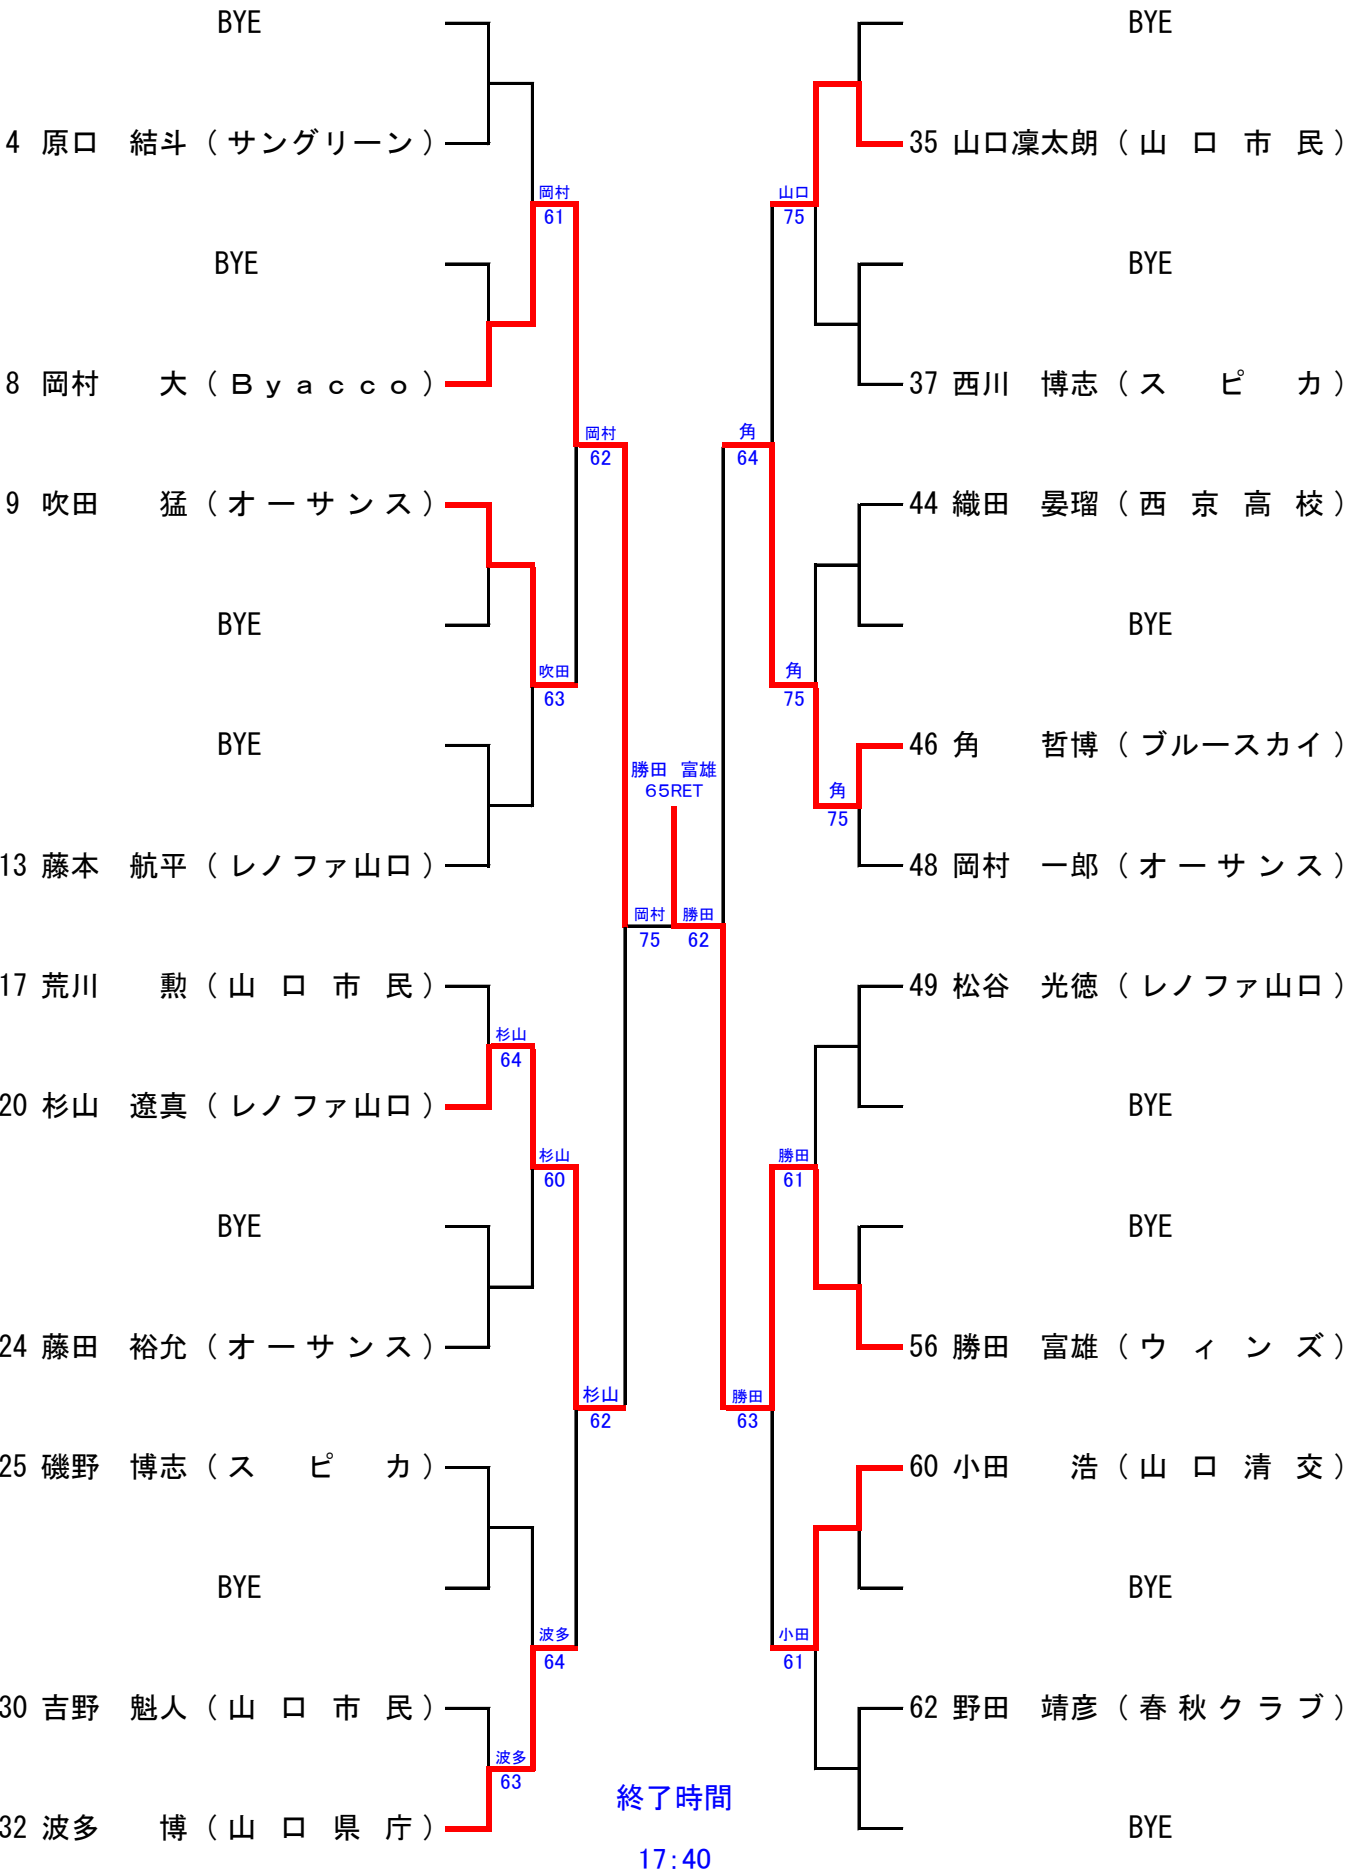 BYE
4 原口 結斗 (サングリーン)
岡村
61
BYE
8 岡村 大 (Byacco)
岡村
62
9 吹田 猛 (オーサンス)
BYE
吹田
63
BYE
13 藤本 航平 (レノファ山口)
17 荒川 勲 (山口市民)
杉山
64
20 杉山 遼真 (レノファ山口)
杉山
60
BYE
24 藤田 裕允 (オーサンス)
杉山
62
25 磯野 博志 (スピカ)
BYE
波多
64
30 吉野 魁人 (山口市民)
波多
63
32 波多 博 (山口県庁)
勝田 富雄
65RET
岡村
75
勝田
62
終了時間
17:40
BYE
35 山口凜太朗 (山口市民)
山口
75
BYE
37 西川 博志 (スピカ)
角
64
44 織田 晏瑠 (西京高校)
BYE
角
75
46 角 哲博 (ブルースカイ)
角
75
48 岡村 一郎 (オーサンス)
49 松谷 光徳 (レノファ山口)
BYE
勝田
61
BYE
56 勝田 富雄 (ウィンズ)
勝田
63
60 小田 浩 (山口清交)
BYE
小田
61
62 野田 靖彦 (春秋クラブ)
BYE